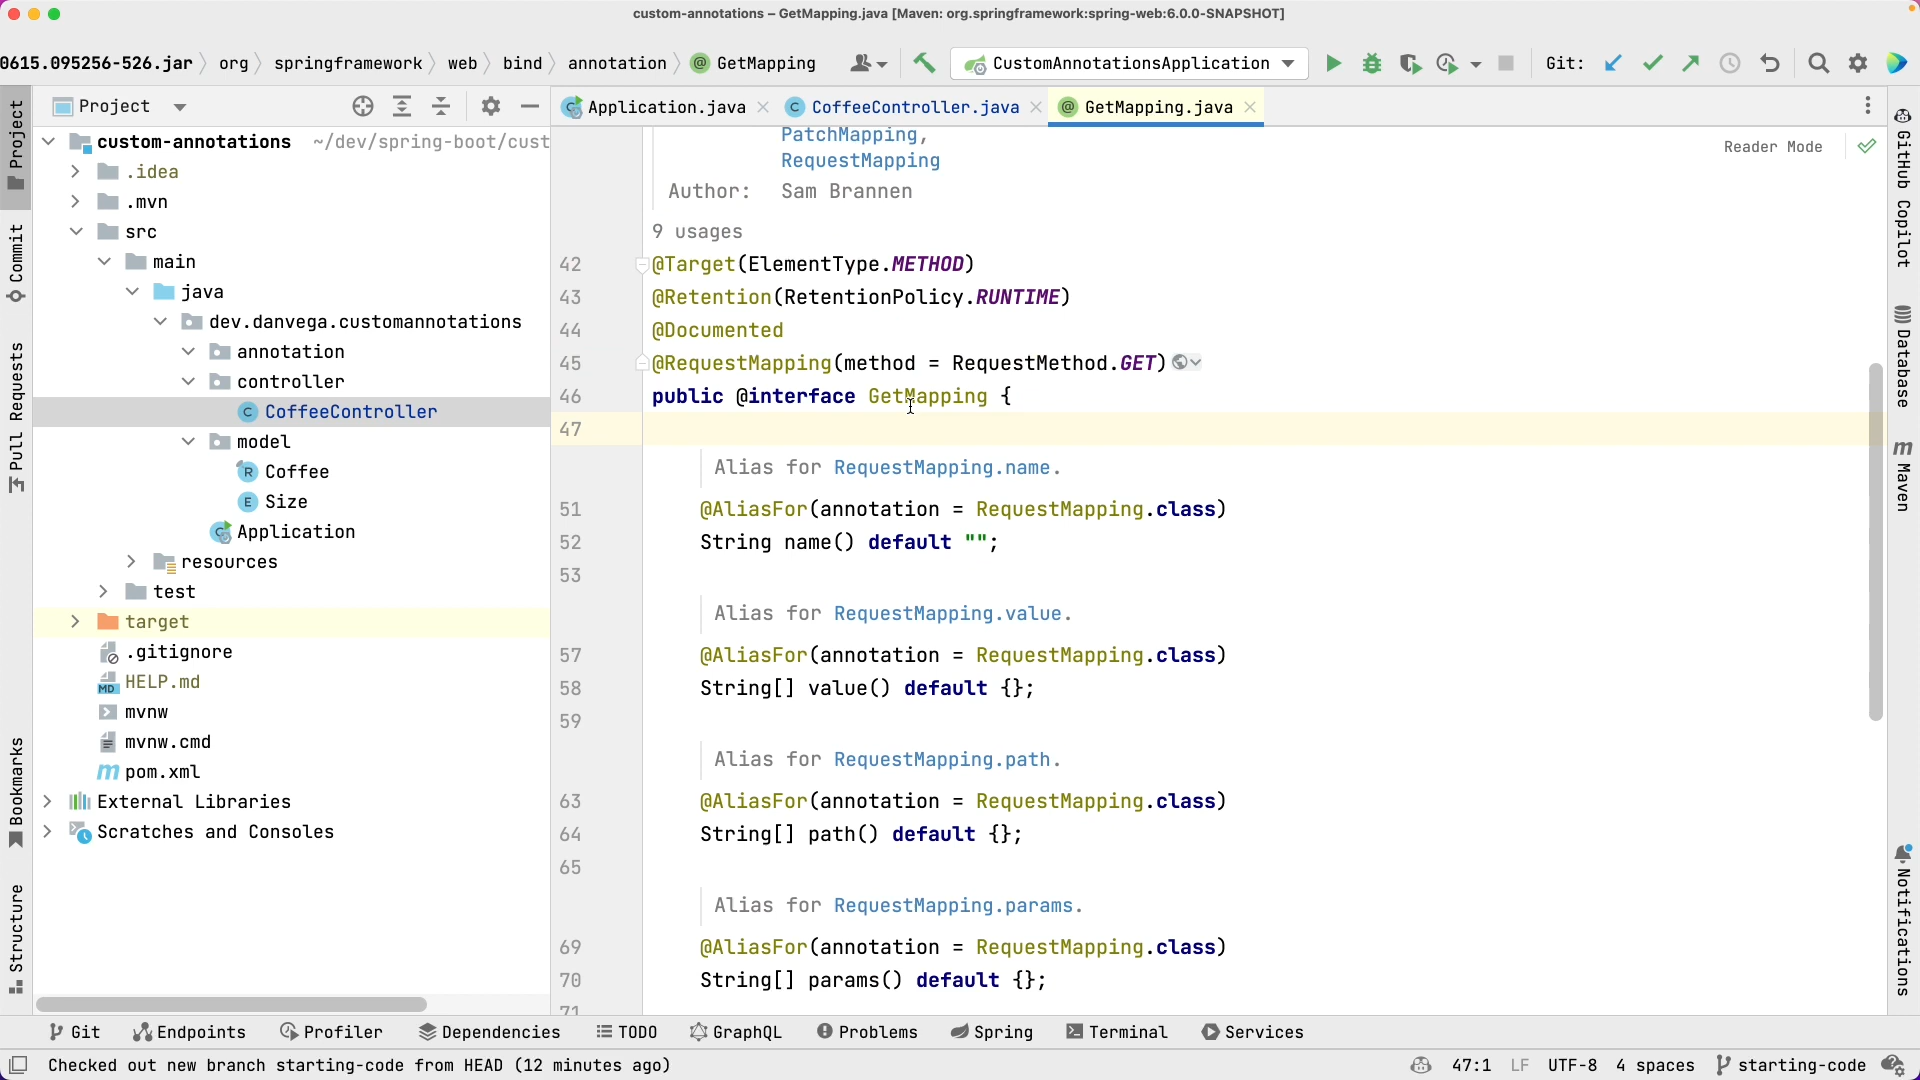 custom-annotations – GetMapping.java [Maven: org.springframework:spring-web:6.0.0-SNAPSHOT]
0615.095256-526.jar org springframework web bind annotation @ GetMapping CustomAnnotationsApplication Git:
Project Application.java CoffeeController.java @ GetMapping.java
custom-annotations ~/dev/spring-boot/cust
.idea
.mvn
src
main
java
dev.danvega.customannotations
annotation
controller
C CoffeeController
model
R Coffee
E Size
Application
resources
test
target
.gitignore
MD HELP.md
mvnw
mvnw.cmd
m pom.xml
External Libraries
Scratches and Consoles
PatchMapping,
RequestMapping
Reader Mode
Author: Sam Brannen
9 usages
42 @Target(ElementType.METHOD)
43 @Retention(RetentionPolicy.RUNTIME)
44 @Documented
45 @RequestMapping(method = RequestMethod.GET)
46 public @interface GetMapping {
47
Alias for RequestMapping.name.
51 @AliasFor(annotation = RequestMapping.class)
52 String name() default "";
53
Alias for RequestMapping.value.
57 @AliasFor(annotation = RequestMapping.class)
58 String[] value() default {};
59
Alias for RequestMapping.path.
63 @AliasFor(annotation = RequestMapping.class)
64 String[] path() default {};
65
Alias for RequestMapping.params.
69 @AliasFor(annotation = RequestMapping.class)
70 String[] params() default {};
71
Project
Commit
Pull Requests
Bookmarks
Structure
GitHub Copilot
Database
m Maven
Notifications
Git Endpoints Profiler Dependencies TODO GraphQL Problems Spring Terminal Services
Checked out new branch starting-code from HEAD (12 minutes ago) 47:1 LF UTF-8 4 spaces starting-code